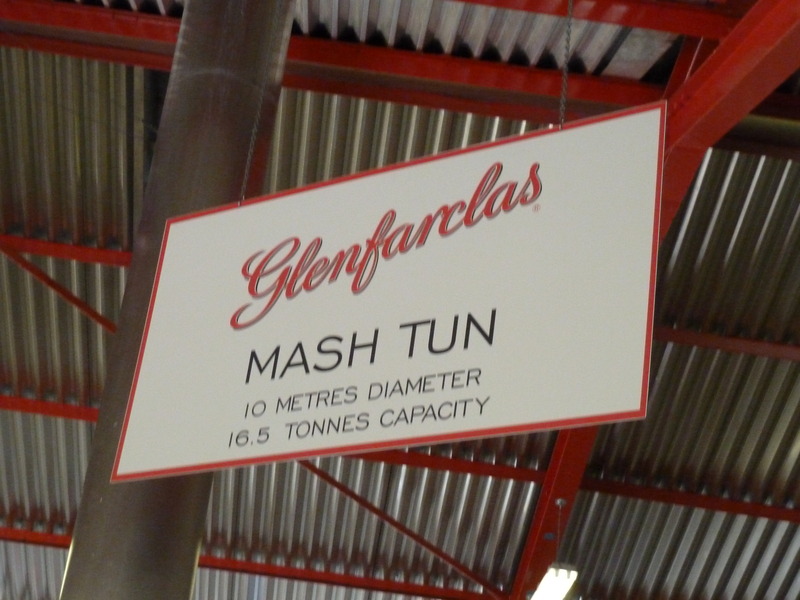 Glenfarclas®
MASH TUN
10 METRES DIAMETER
16.5 TONNES CAPACITY